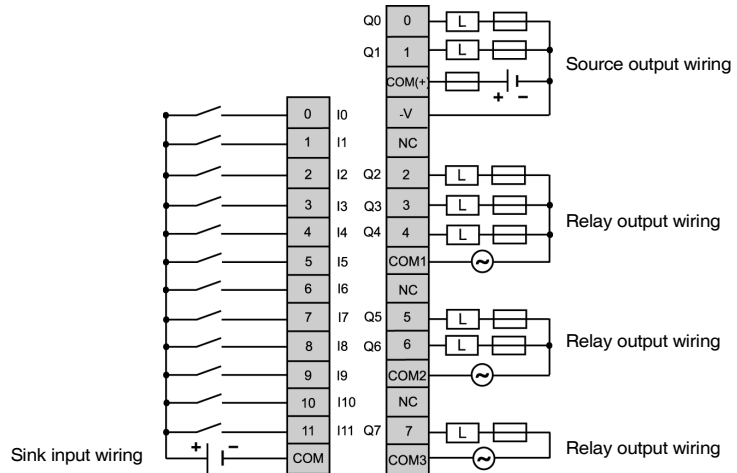 Q0 0 L
Q1 1 L
Source output wiring
COM(+) + −
0 I0 -V
1 I1 NC
2 I2 Q2 2 L
3 I3 Q3 3 L
Relay output wiring
4 I4 Q4 4 L
5 I5 COM1 ~
6 I6 NC
7 I7 Q5 5 L
8 I8 Q6 6 L
Relay output wiring
9 I9 COM2 ~
10 I10 NC
11 I11 Q7 7 L
Sink input wiring + − COM COM3 ~
Relay output wiring